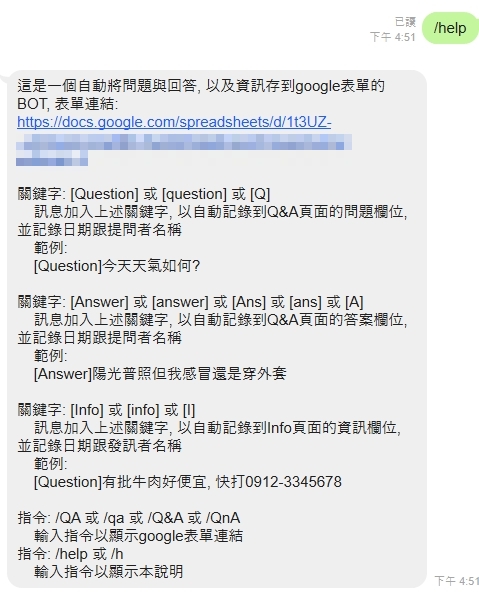 已讀
下午 4:51
/help
這是一個自動將問題與回答, 以及資訊存到google表單的
BOT, 表單連結:
https://docs.google.com/spreadsheets/d/1t3UZ-
關鍵字: [Question] 或 [question] 或 [Q]
訊息加入上述關鍵字, 以自動記錄到Q&A頁面的問題欄位,
並記錄日期跟提問者名稱
範例:
[Question]今天天氣如何?
關鍵字: [Answer] 或 [answer] 或 [Ans] 或 [ans] 或 [A]
訊息加入上述關鍵字, 以自動記錄到Q&A頁面的答案欄位,
並記錄日期跟提問者名稱
範例:
[Answer]陽光普照但我感冒還是穿外套
關鍵字: [Info] 或 [info] 或 [I]
訊息加入上述關鍵字, 以自動記錄到Info頁面的資訊欄位,
並記錄日期跟發訊者名稱
範例:
[Question]有批牛肉好便宜, 快打0912-3345678
指令: /QA 或 /qa 或 /Q&A 或 /QnA
輸入指令以顯示google表單連結
指令: /help 或 /h
輸入指令以顯示本說明
下午 4:51